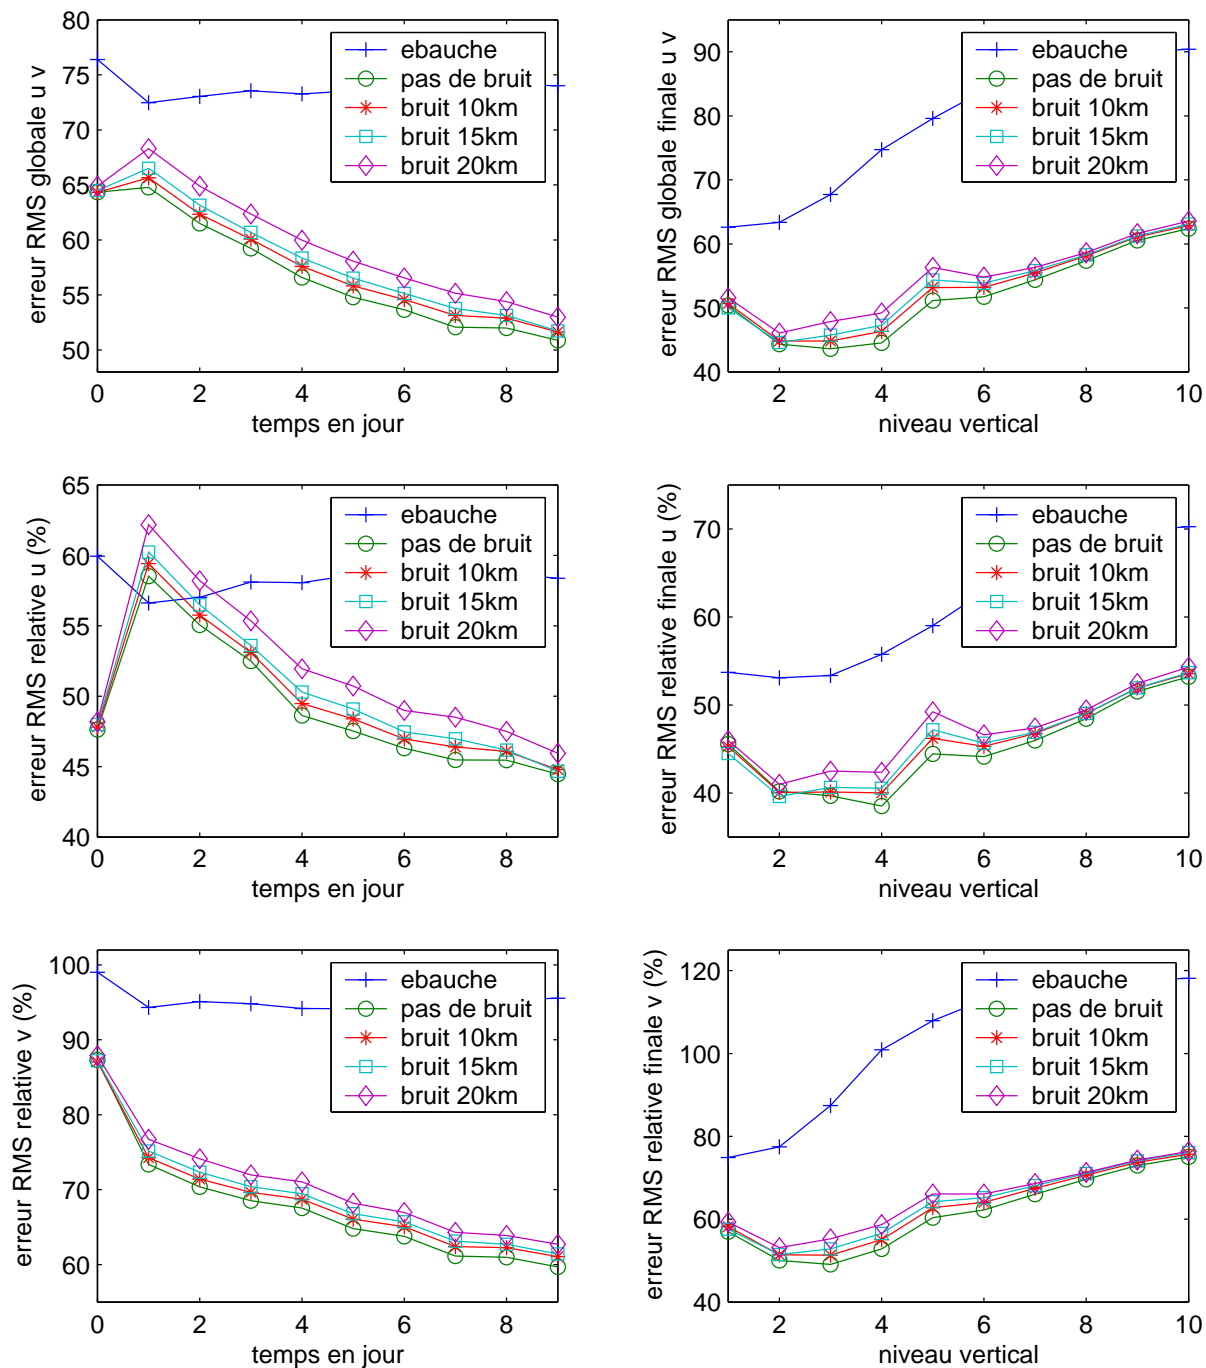 80
75
70
65
60
55
50
0
2
4
6
8
erreur RMS globale u v
temps en jour
ebauche
pas de bruit
bruit 10km
bruit 15km
bruit 20km
90
80
70
60
50
40
2
4
6
8
10
erreur RMS globale finale u v
niveau vertical
ebauche
pas de bruit
bruit 10km
bruit 15km
bruit 20km
65
60
55
50
45
40
0
2
4
6
8
erreur RMS relative u (%)
temps en jour
ebauche
pas de bruit
bruit 10km
bruit 15km
bruit 20km
70
60
50
40
2
4
6
8
10
erreur RMS relative finale u (%)
niveau vertical
ebauche
pas de bruit
bruit 10km
bruit 15km
bruit 20km
100
90
80
70
60
0
2
4
6
8
erreur RMS relative v (%)
temps en jour
ebauche
pas de bruit
bruit 10km
bruit 15km
bruit 20km
120
100
80
60
40
2
4
6
8
10
erreur RMS relative finale v (%)
niveau vertical
ebauche
pas de bruit
bruit 10km
bruit 15km
bruit 20km